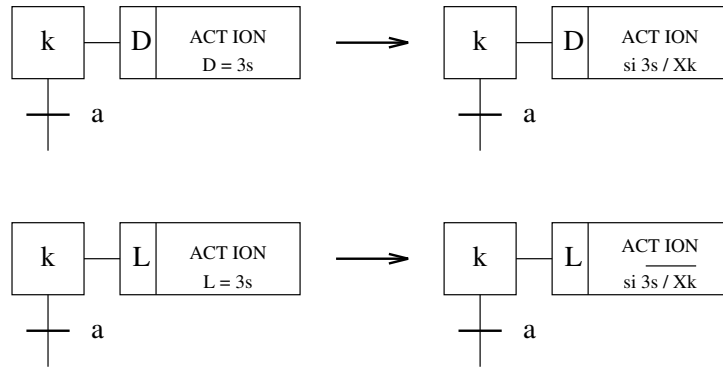 k D ACT ION
D = 3s
a
k D ACT ION
si 3s / Xk
a
k L ACT ION
L = 3s
a
k L ACT ION
si 3s / Xk
a